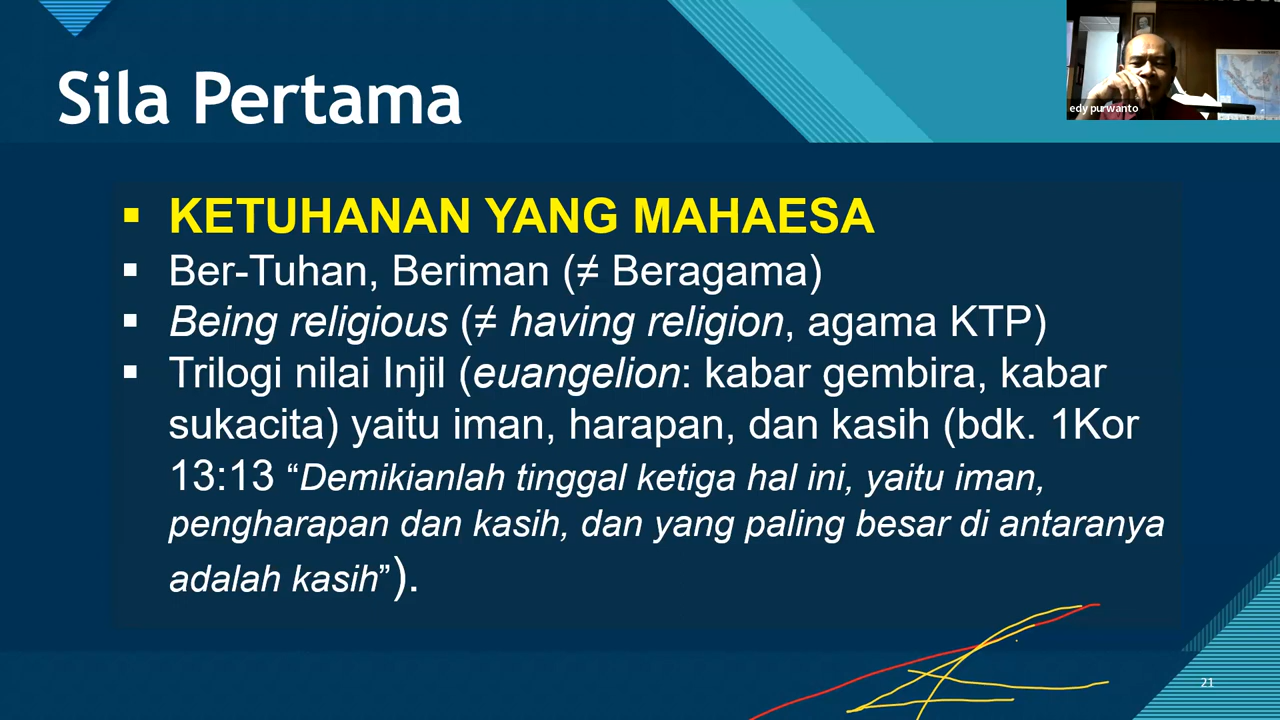 Sila Pertama
edy purwanto
▪ KETUHANAN YANG MAHAESA
▪ Ber-Tuhan, Beriman (≠ Beragama)
▪ Being religious (≠ having religion, agama KTP)
▪ Trilogi nilai Injil (euangelion: kabar gembira, kabar
sukacita) yaitu iman, harapan, dan kasih (bdk. 1Kor
13:13 “Demikianlah tinggal ketiga hal ini, yaitu iman,
pengharapan dan kasih, dan yang paling besar di antaranya
adalah kasih”).
21